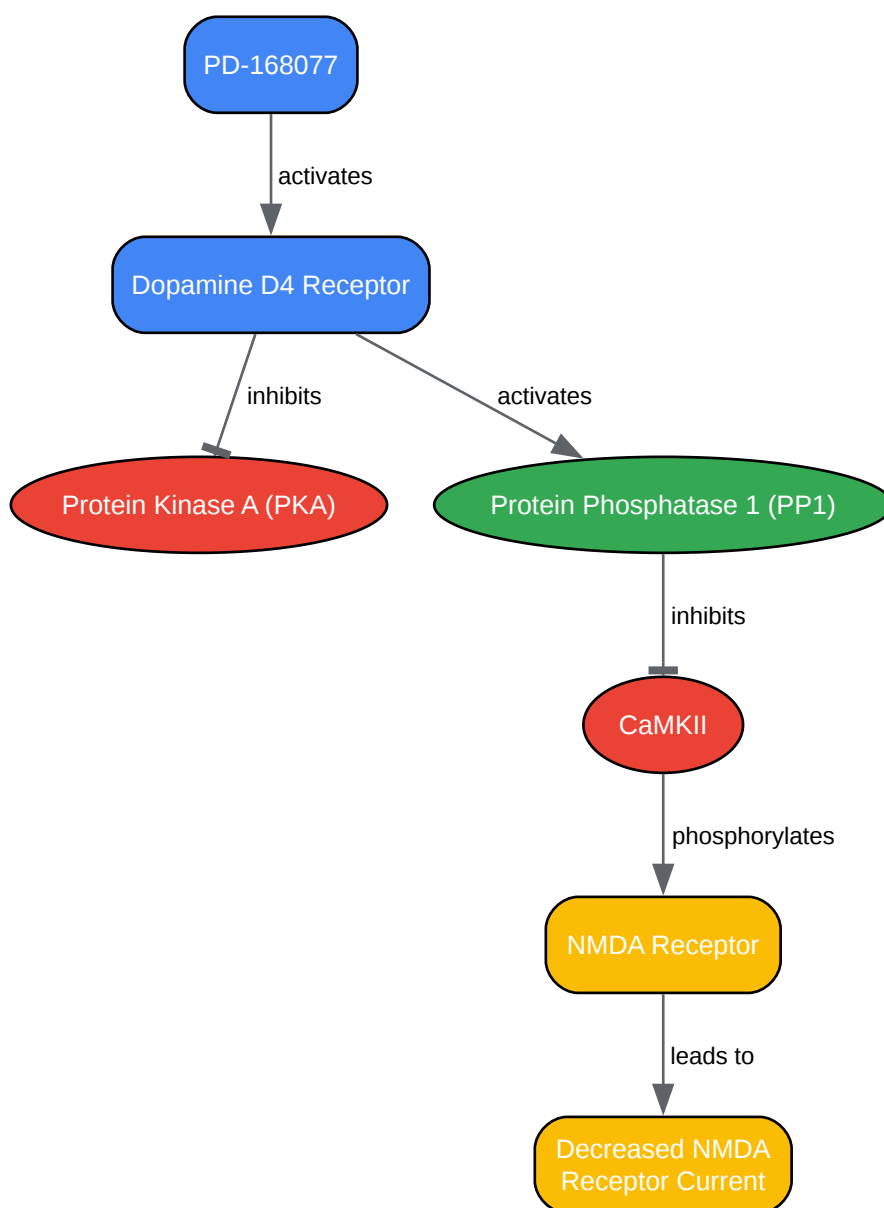 PD-168077
activates
Dopamine D4 Receptor
inhibits
activates
Protein Kinase A (PKA)
Protein Phosphatase 1 (PP1)
inhibits
CaMKII
phosphorylates
NMDA Receptor
leads to
Decreased NMDA
Receptor Current